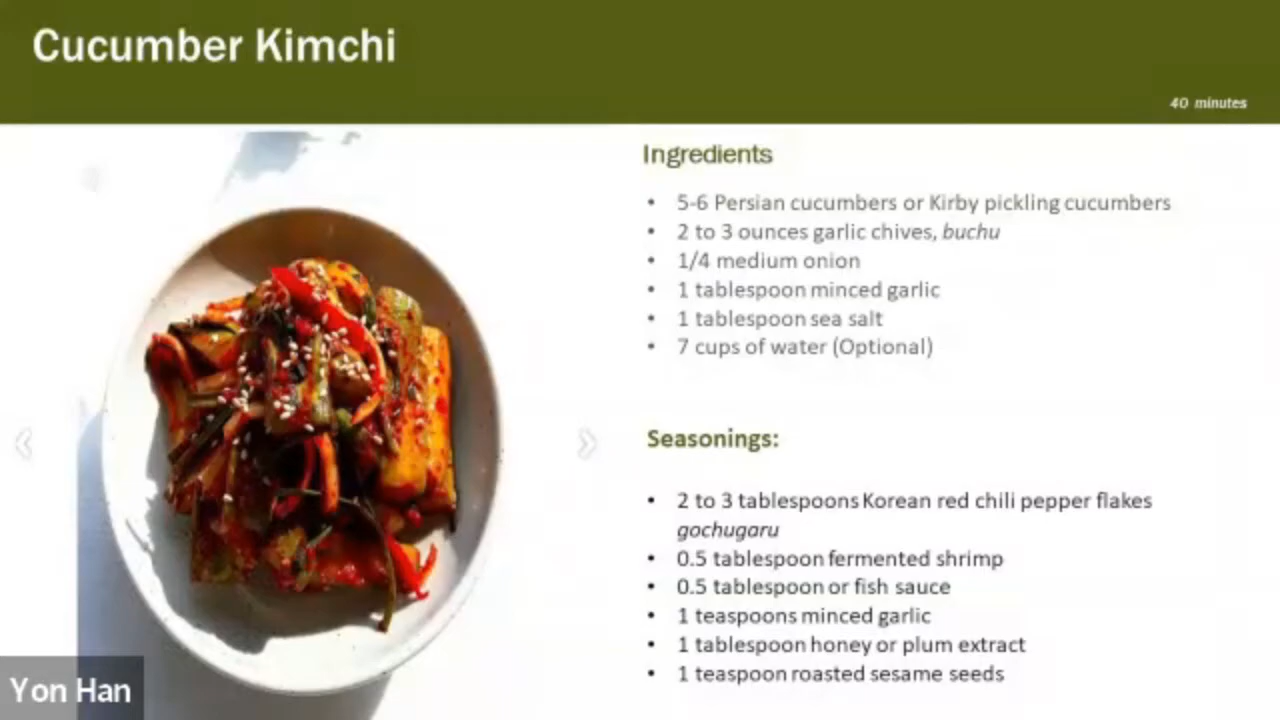 Cucumber Kimchi
40 minutes
Ingredients
• 5-6 Persian cucumbers or Kirby pickling cucumbers
• 2 to 3 ounces garlic chives, buchu
• 1/4 medium onion
• 1 tablespoon minced garlic
• 1 tablespoon sea salt
• 7 cups of water (Optional)
Seasonings:
• 2 to 3 tablespoons Korean red chili pepper flakes
gochugaru
• 0.5 tablespoon fermented shrimp
• 0.5 tablespoon or fish sauce
• 1 teaspoons minced garlic
• 1 tablespoon honey or plum extract
• 1 teaspoon roasted sesame seeds
Yon Han